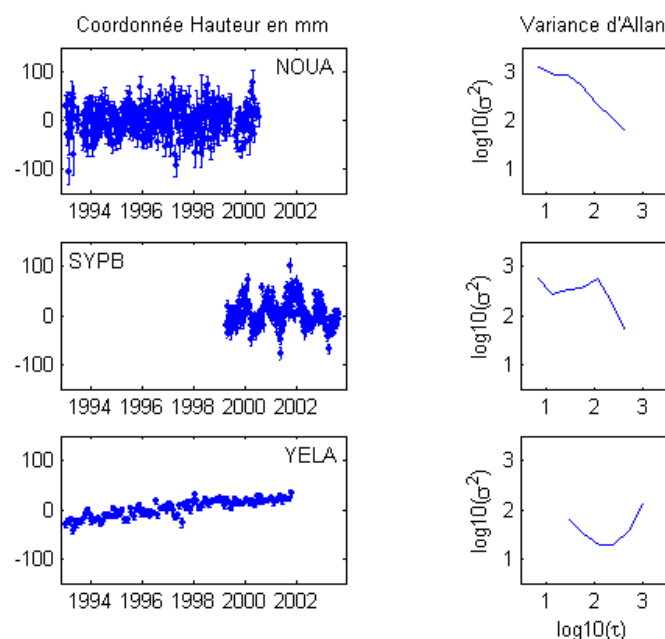 Coordonnée Hauteur en mm
Variance d'Allan
100
0
-100
NOUA
1994 1996 1998 2000 2002
log10(σ²)
3
2
1
1 2 3
100
0
-100
SYPB
1994 1996 1998 2000 2002
log10(σ²)
3
2
1
1 2 3
100
0
-100
YELA
1994 1996 1998 2000 2002
log10(σ²)
3
2
1
1 2 3
log10(τ)